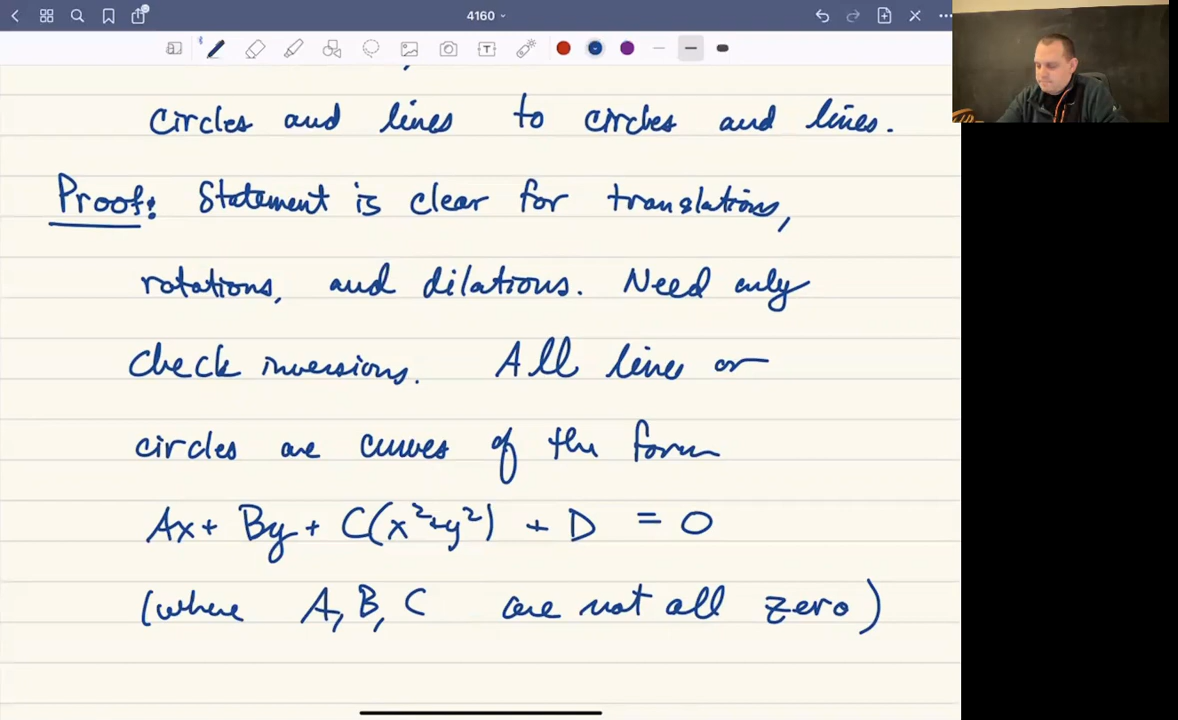 4160
circles and lines to circles and lines.
Proof: Statement is clear for translations,
rotations, and dilations. Need only
check inversions. All lines or
circles are curves of the form
Ax + By + C(x²+y²) + D = 0
(where A, B, C are not all zero)